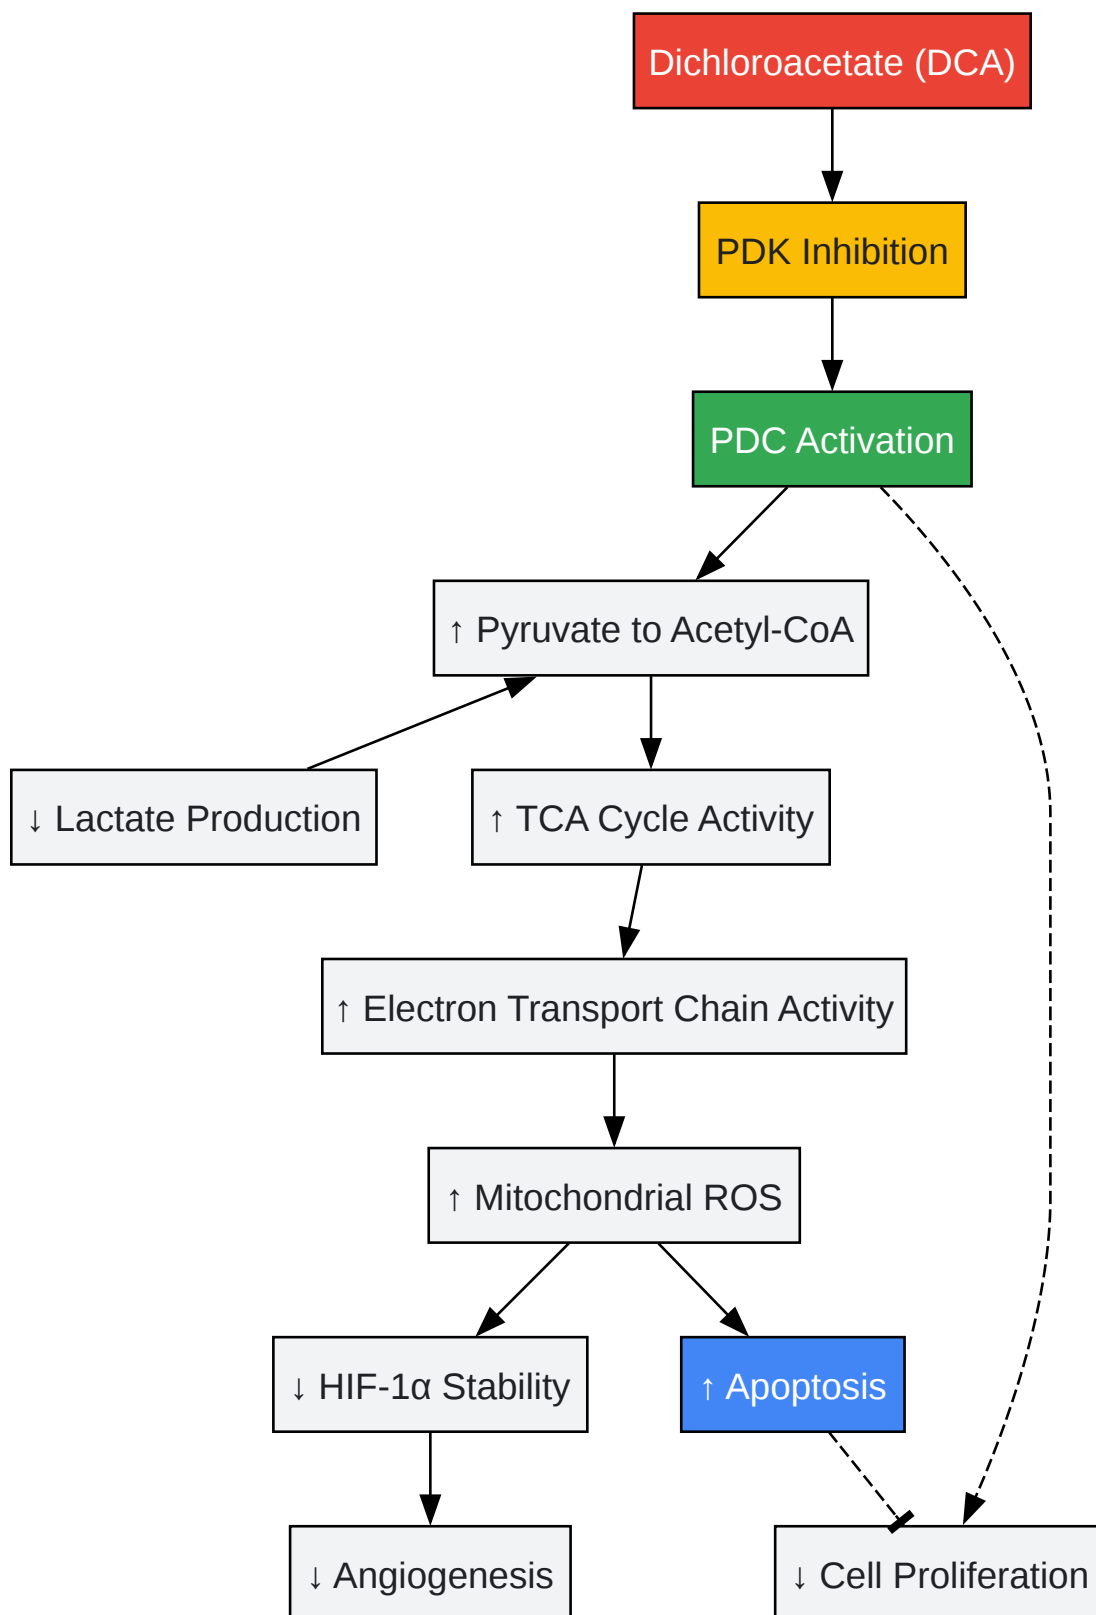 Dichloroacetate (DCA)
PDK Inhibition
PDC Activation
↑ Pyruvate to Acetyl-CoA
↓ Lactate Production
↑ TCA Cycle Activity
↑ Electron Transport Chain Activity
↑ Mitochondrial ROS
↓ HIF-1α Stability
↑ Apoptosis
↓ Angiogenesis
↓ Cell Proliferation